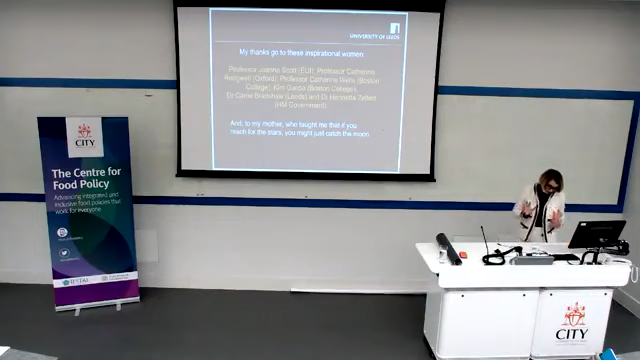 UNIVERSITY OF LEEDS
My thanks go to these inspirational women:
Professor Joanne Scott (EUI), Professor Catherine
Redgwell (Oxford), Professor Catharine Wells (Boston
College), Kim Garcia (Boston College),
Dr Carrie Bradshaw (Leeds) and Dr Henrietta Zeffert
(HM Government)
And, to my mother, who taught me that if you
reach for the stars, you might just catch the moon.
CITY
The Centre for
Food Policy
Advancing integrated and
inclusive food policies that
work for everyone
CITY